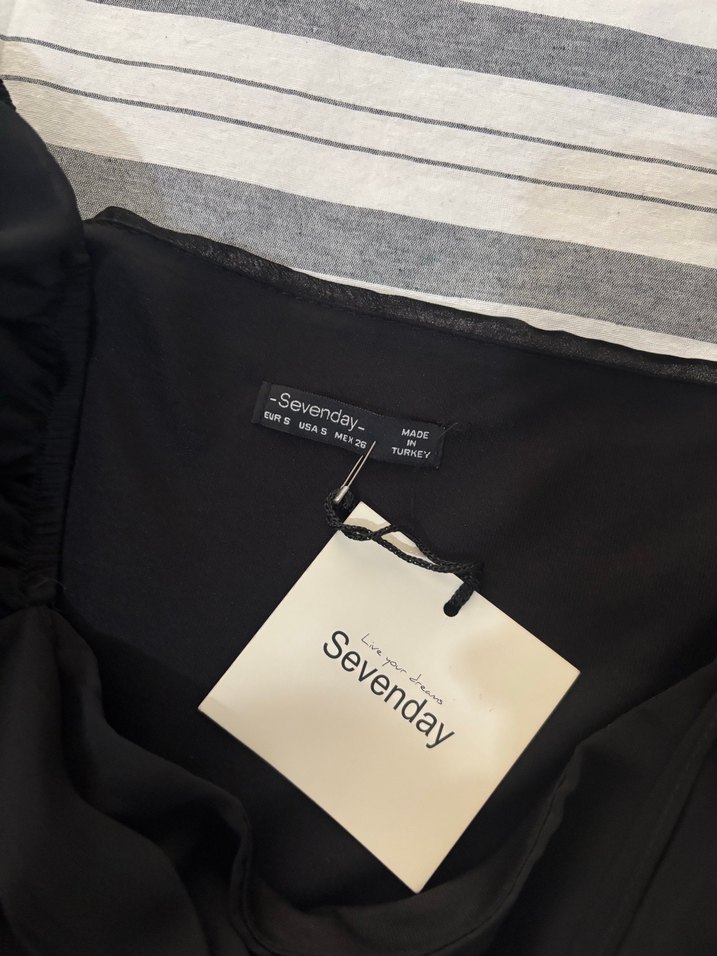 -Sevenday-
EUR S USA S MEX 26
MADE
IN
TURKEY
Live your dreams
Sevenday